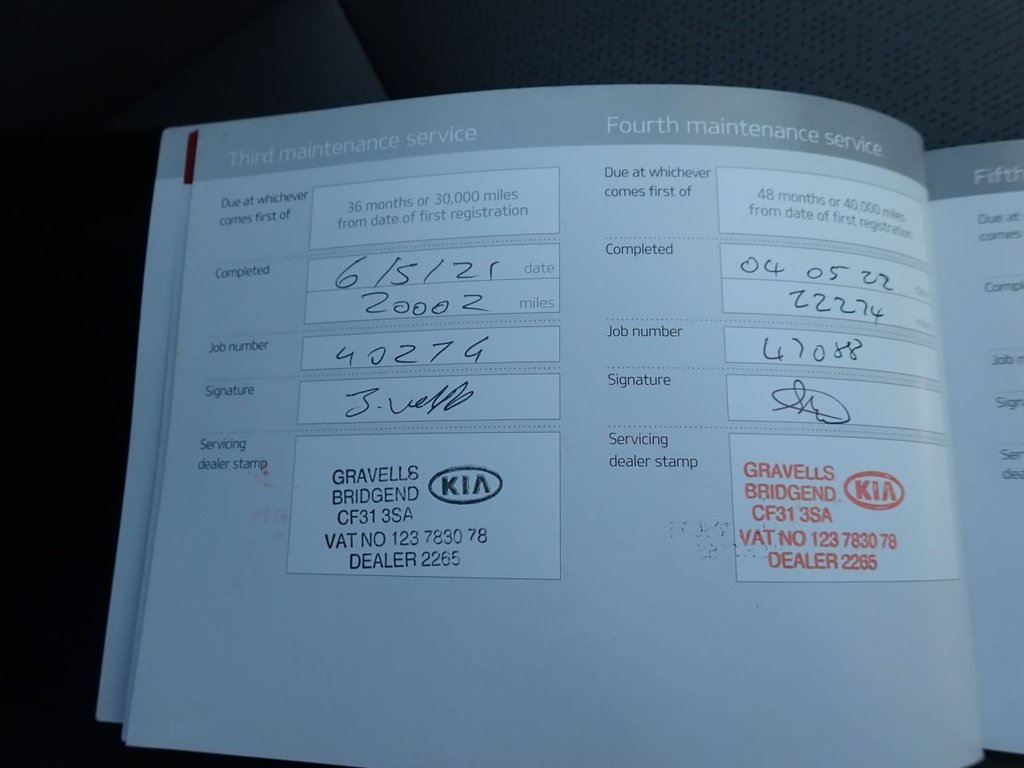 Third maintenance service
Due at whichever
comes first of
36 months or 30,000 miles
from date of first registration
Completed
6/5/21 date
20002 miles
Job number
40274
Signature
Servicing
dealer stamp
GRAVELLS
BRIDGEND
KIA
CF31 3SA
VAT NO 123 7830 78
DEALER 2265
Fourth maintenance service
Due at whichever
comes first of
48 months or 40,000 miles
from date of first registration
Completed
04 05 22
22274
Job number
47088
Signature
Servicing
dealer stamp
GRAVELLS
BRIDGEND
KIA
CF31 3SA
VAT NO 123 7830 78
DEALER 2265
Fifth
Due at
comes
Job n